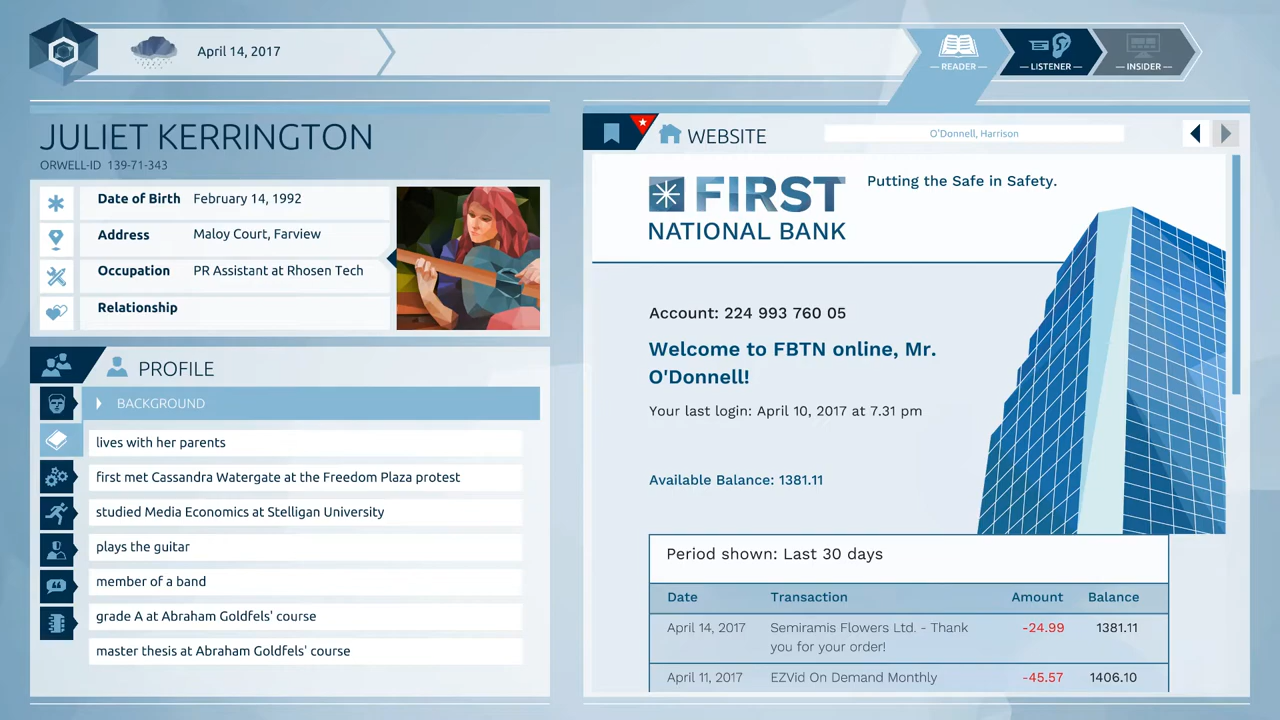 April 14, 2017
READER
LISTENER
INSIDER
JULIET KERRINGTON
ORWELL-ID 139-71-343
Date of Birth February 14, 1992
Address Maloy Court, Farview
Occupation PR Assistant at Rhosen Tech
Relationship
PROFILE
BACKGROUND
lives with her parents
first met Cassandra Watergate at the Freedom Plaza protest
studied Media Economics at Stelligan University
plays the guitar
member of a band
grade A at Abraham Goldfels' course
master thesis at Abraham Goldfels' course
WEBSITE
O'Donnell, Harrison
FIRST
NATIONAL BANK
Putting the Safe in Safety.
Account: 224 993 760 05
Welcome to FBTN online, Mr.
O'Donnell!
Your last login: April 10, 2017 at 7.31 pm
Available Balance: 1381.11
Period shown: Last 30 days
Date Transaction Amount Balance
April 14, 2017 Semiramis Flowers Ltd. - Thank -24.99 1381.11
you for your order!
April 11, 2017 EZVid On Demand Monthly -45.57 1406.10